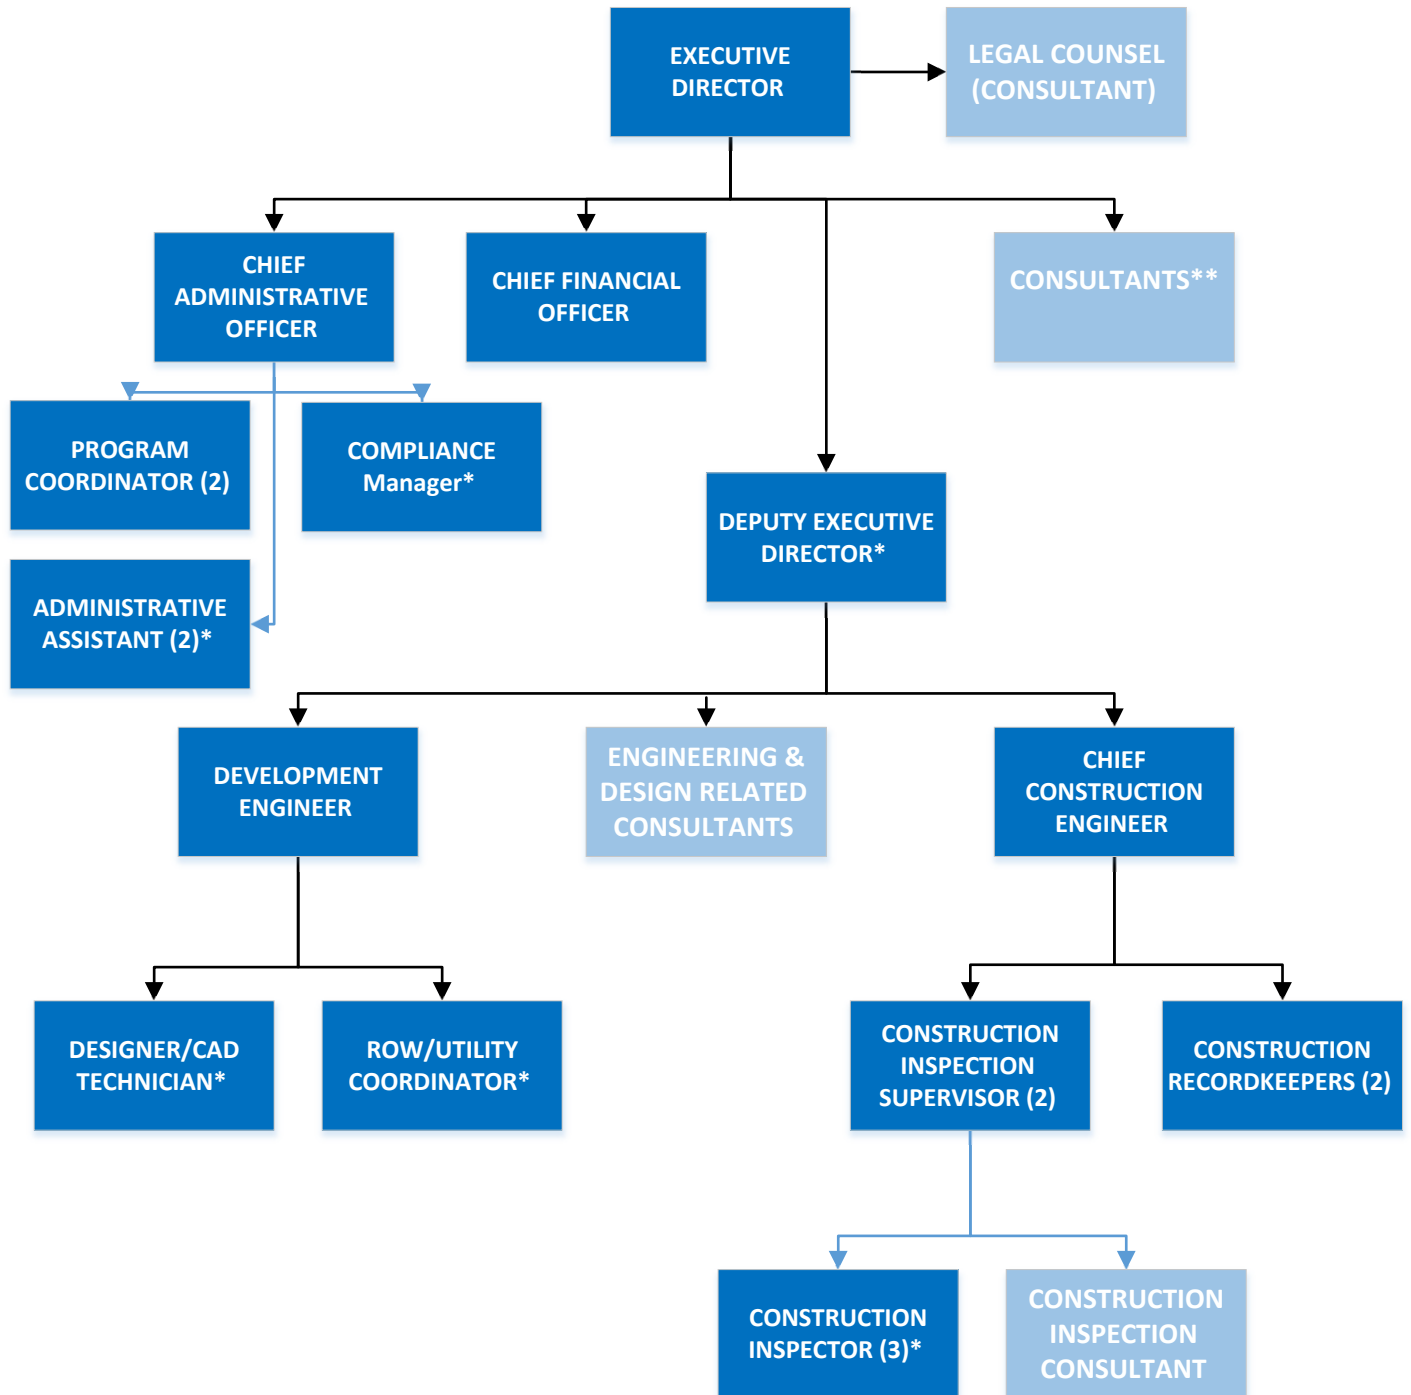 EXECUTIVE
DIRECTOR
LEGAL COUNSEL
(CONSULTANT)
CHIEF
ADMINISTRATIVE
OFFICER
CHIEF FINANCIAL
OFFICER
CONSULTANTS**
PROGRAM
COORDINATOR (2)
COMPLIANCE
Manager*
DEPUTY EXECUTIVE
DIRECTOR*
ADMINISTRATIVE
ASSISTANT (2)*
DEVELOPMENT
ENGINEER
ENGINEERING &
DESIGN RELATED
CONSULTANTS
CHIEF
CONSTRUCTION
ENGINEER
DESIGNER/CAD
TECHNICIAN*
ROW/UTILITY
COORDINATOR*
CONSTRUCTION
INSPECTION
SUPERVISOR (2)
CONSTRUCTION
RECORDKEEPERS (2)
CONSTRUCTION
INSPECTOR (3)*
CONSTRUCTION
INSPECTION
CONSULTANT